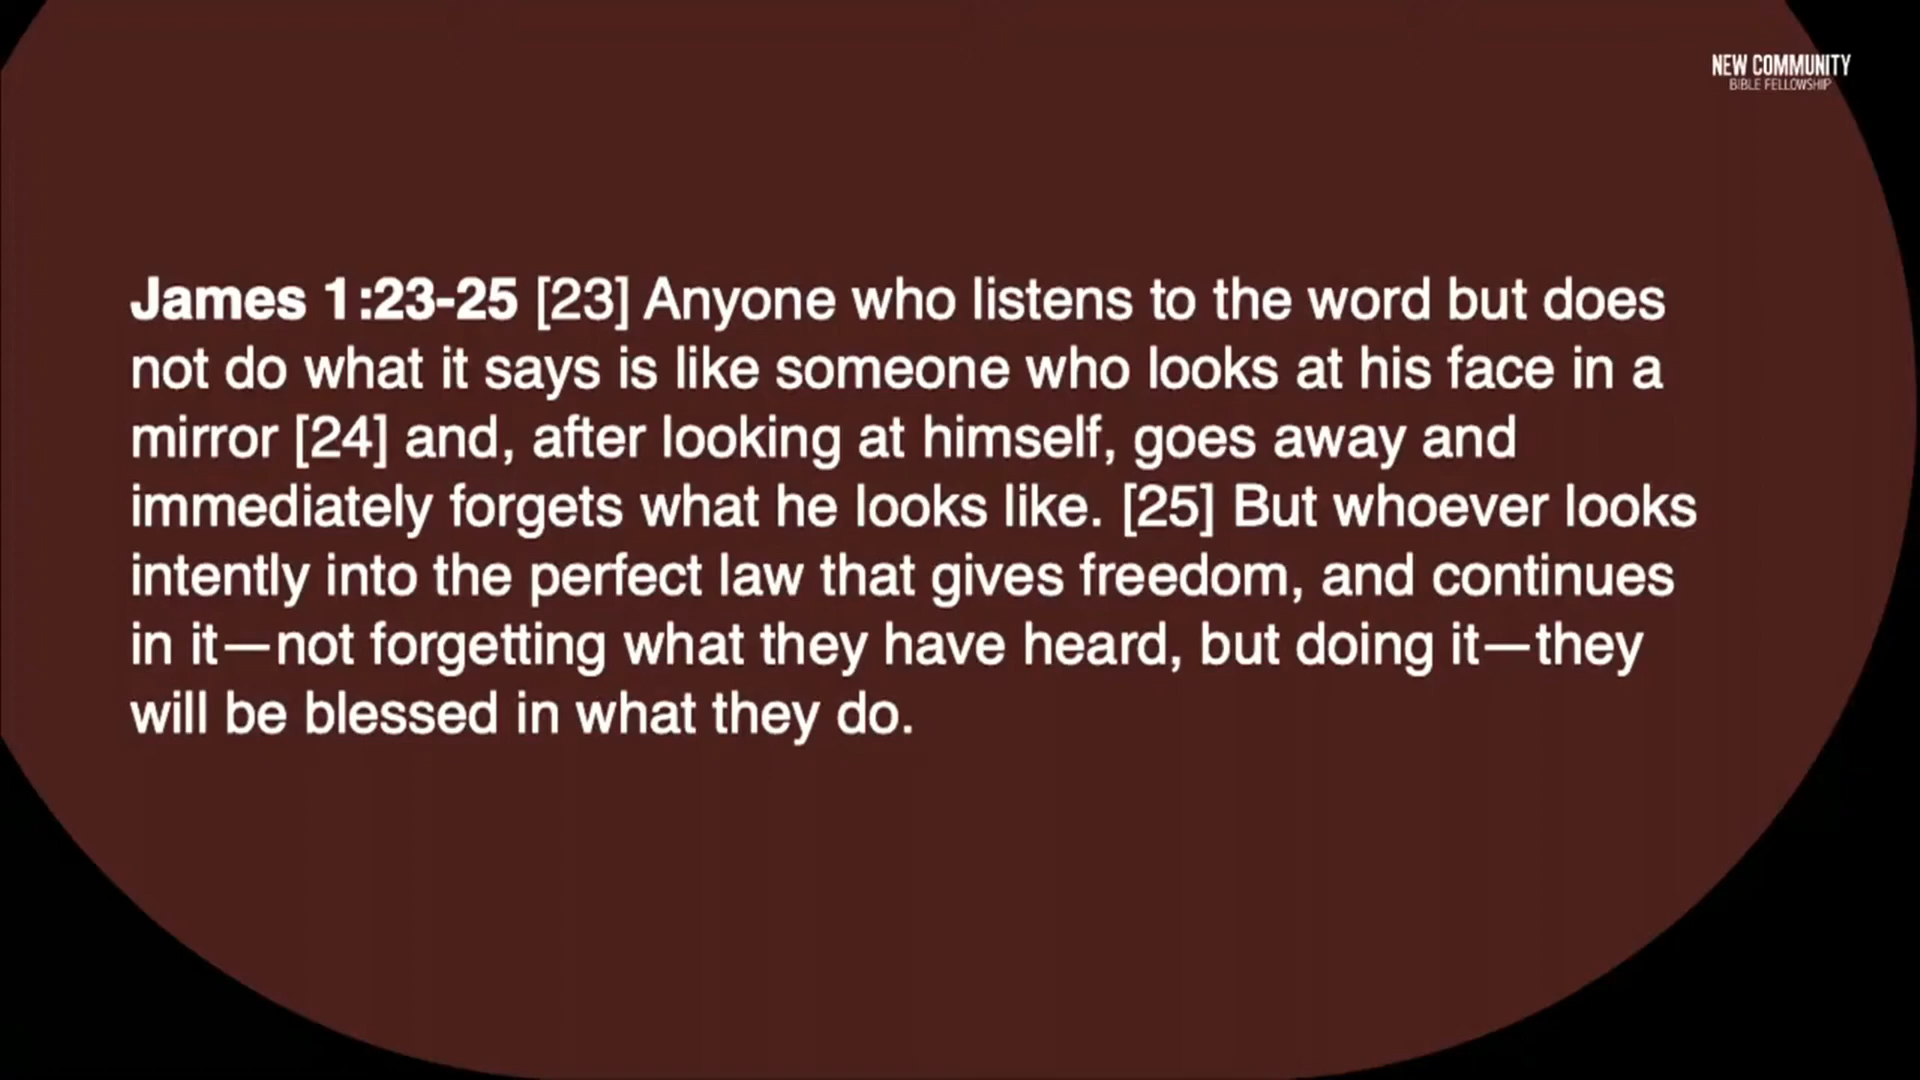 NEW COMMUNITY
BIBLE FELLOWSHIP
James 1:23-25 [23] Anyone who listens to the word but does
not do what it says is like someone who looks at his face in a
mirror [24] and, after looking at himself, goes away and
immediately forgets what he looks like. [25] But whoever looks
intently into the perfect law that gives freedom, and continues
in it—not forgetting what they have heard, but doing it—they
will be blessed in what they do.